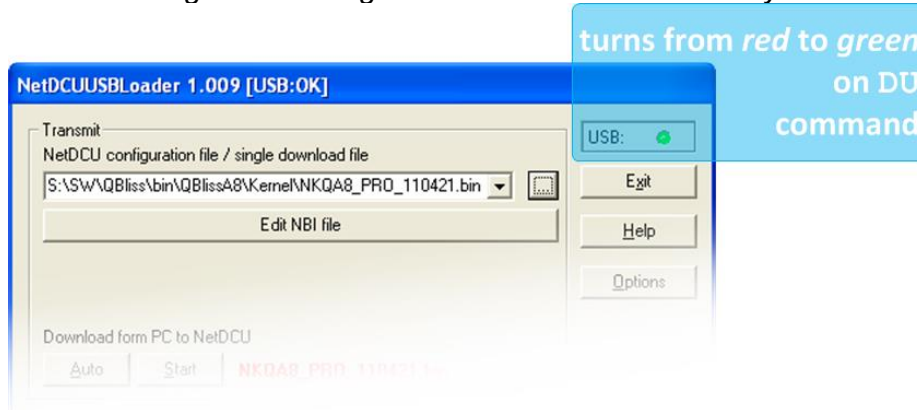 turns from red to green
on DU
command
NetDCUUSBLoader 1.009 [USB:OK]
Transmit
NetDCU configuration file / single download file
S:\SW\QBliss\bin\QBlissA8\Kernel\NKQA8_PRO_110421.bin
...
Edit NBI file
USB:
Exit
Help
Options
Download form PC to NetDCU
Auto
Start
NKQA8_PRO_110421.bin